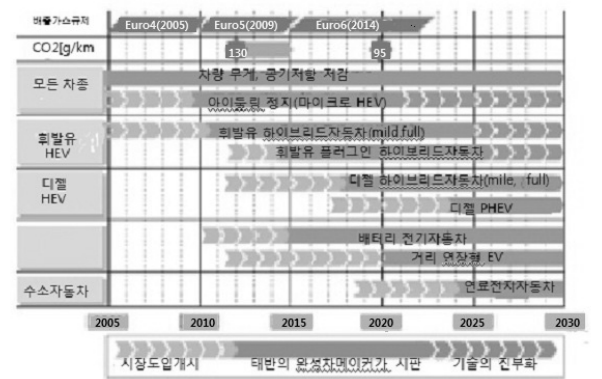 배출가스규제 Euro4(2005) Euro5(2009) Euro6(2014)
CO2[g/km 130 95
모든 차종 차량 무게, 공기저항 저감
아이들링 정지(마이크로 HEV)
휘발유 HEV 휘발유 하이브리드자동차(mild.full)
휘발유 플러그인 하이브리드자동차
디젤 HEV 디젤 하이브리드자동차(mile, full)
디젤 PHEV
배터리 전기자동차
거리 연장형 EV
수소자동차 연료전지자동차
2005 2010 2015 2020 2025 2030
시장도입개시 태반의 완성차메이커가 시판 기술의 진부화